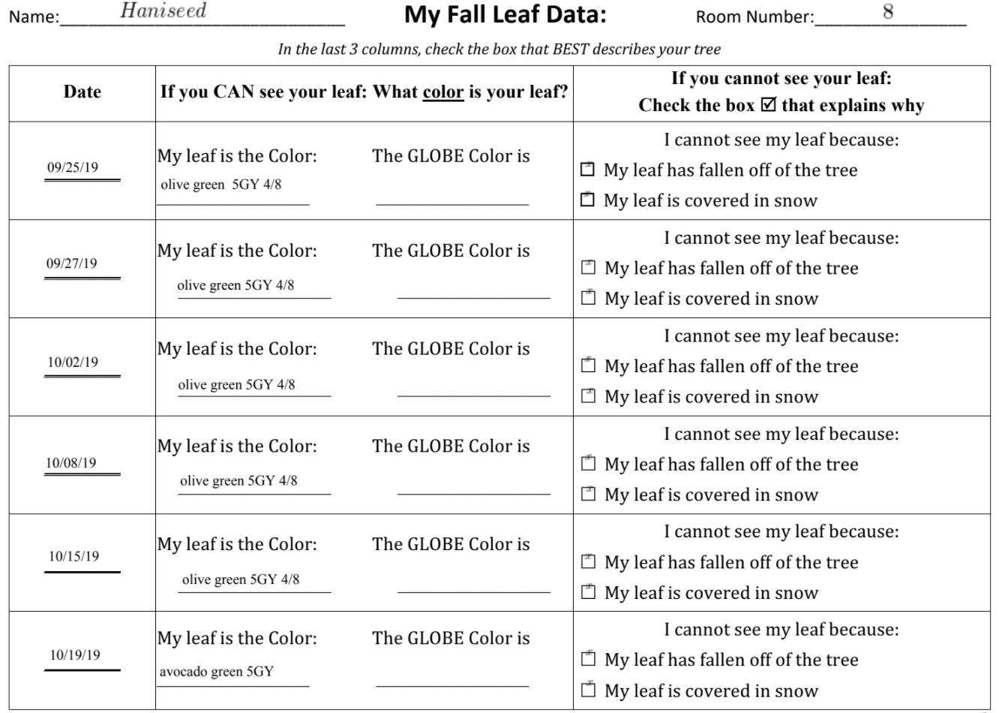 Name: Haniseed My Fall Leaf Data: Room Number: 8
In the last 3 columns, check the box that BEST describes your tree
Date If you CAN see your leaf: What color is your leaf? If you cannot see your leaf:
Check the box ☑ that explains why
09/25/19
My leaf is the Color: The GLOBE Color is
olive green 5GY 4/8
I cannot see my leaf because:
☐ My leaf has fallen off of the tree
☐ My leaf is covered in snow
09/27/19
My leaf is the Color: The GLOBE Color is
olive green 5GY 4/8
I cannot see my leaf because:
☐ My leaf has fallen off of the tree
☐ My leaf is covered in snow
10/02/19
My leaf is the Color: The GLOBE Color is
olive green 5GY 4/8
I cannot see my leaf because:
☐ My leaf has fallen off of the tree
☐ My leaf is covered in snow
10/08/19
My leaf is the Color: The GLOBE Color is
olive green 5GY 4/8
I cannot see my leaf because:
☐ My leaf has fallen off of the tree
☐ My leaf is covered in snow
10/15/19
My leaf is the Color: The GLOBE Color is
olive green 5GY 4/8
I cannot see my leaf because:
☐ My leaf has fallen off of the tree
☐ My leaf is covered in snow
10/19/19
My leaf is the Color: The GLOBE Color is
avocado green 5GY
I cannot see my leaf because:
☐ My leaf has fallen off of the tree
☐ My leaf is covered in snow